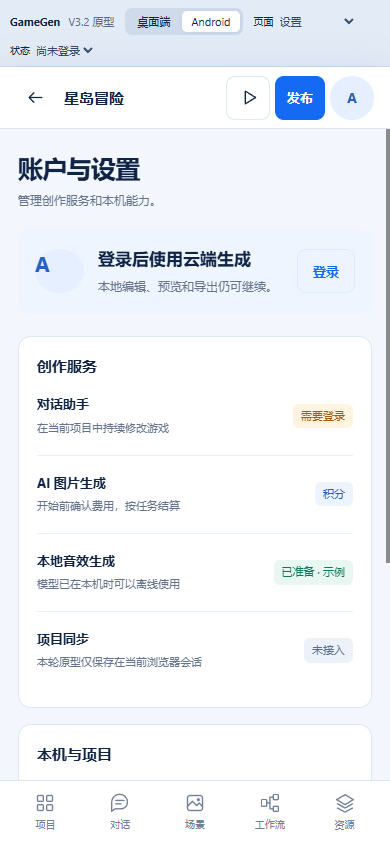 GameGen V3.2 原型 桌面端 Android 页面 设置
状态 尚未登录
星岛冒险 发布 A
账户与设置
管理创作服务和本机能力。
A 登录后使用云端生成 登录
本地编辑、预览和导出仍可继续。
创作服务
对话助手 需要登录
在当前项目中持续修改游戏
AI 图片生成 积分
开始前确认费用，按任务结算
本地音效生成 已准备 · 示例
模型已在本机时可以离线使用
项目同步 未接入
本轮原型仅保存在当前浏览器会话
本机与项目
项目 对话 场景 工作流 资源